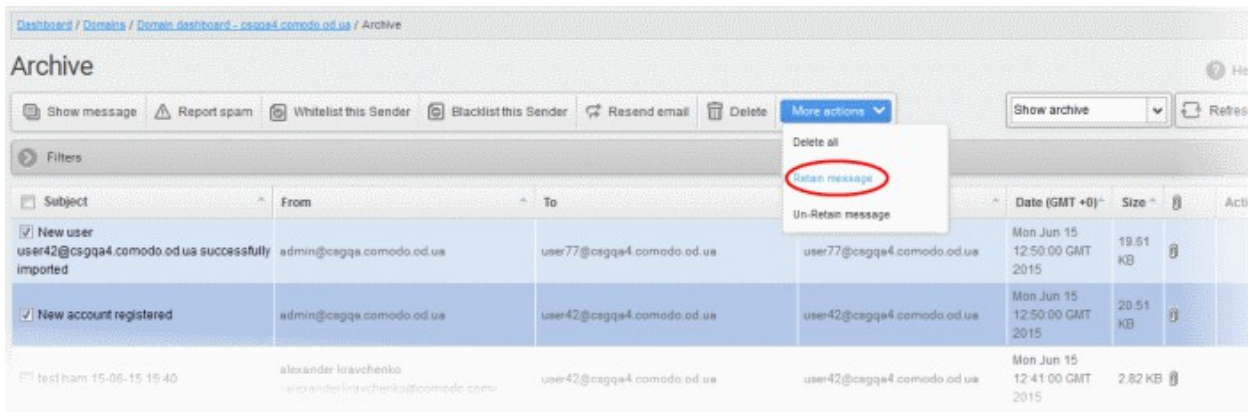 Dashboard / Domains / Domain dashboard - csgqa4.comodo.od.ua / Archive
Archive
Show message Report spam Whitelist this Sender Blacklist this Sender Resend email Delete More actions Show archive Refres
Delete all
Retain message
Un-Retain message
Filters
Subject From To Date (GMT +0) Size Acti
New user
user42@csgqa4.comodo.od.ua successfully
imported
admin@csgqa.comodo.od.ua user77@csgqa4.comodo.od.ua user77@csgqa4.comodo.od.ua
Mon Jun 15
12:50:00 GMT
2015
19.51
KB
New account registered admin@csgqa.comodo.od.ua user42@csgqa4.comodo.od.ua user42@csgqa4.comodo.od.ua
Mon Jun 15
12:50:00 GMT
2015
20.51
KB
test ham 15-06-15 15:40
alexander kravchenko
user42@csgqa4.comodo.od.ua user42@csgqa4.comodo.od.ua
Mon Jun 15
12:41:00 GMT
2015
2.82 KB